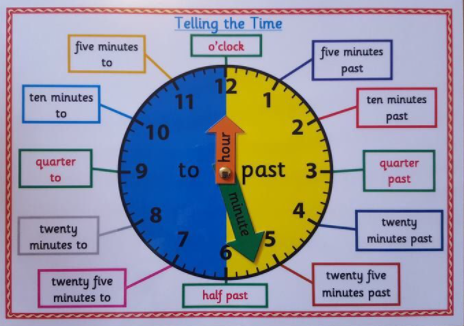 Telling the Time
five minutes
to
o'clock
five minutes
past
ten minutes
to
ten minutes
past
quarter
to
quarter
past
twenty
minutes to
twenty
minutes past
twenty five
minutes to
half past
twenty five
minutes past
12
1
2
3
4
5
6
7
8
9
10
11
to
past
hour
minute